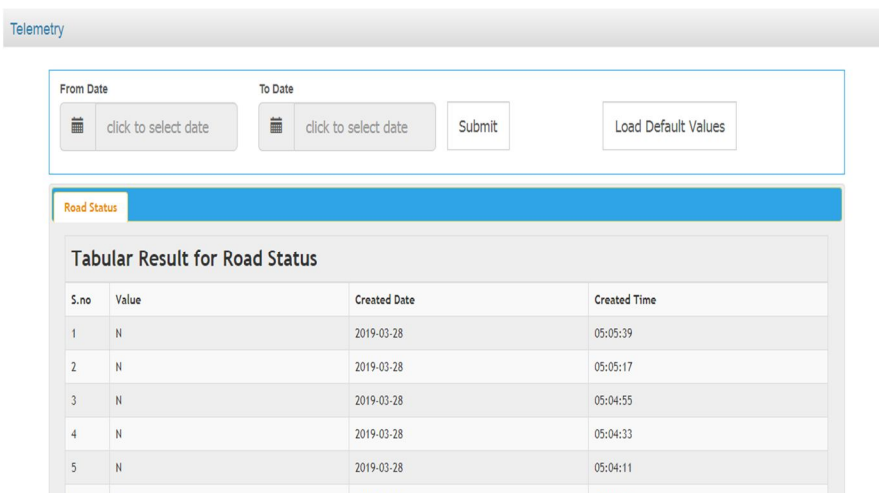 Telemetry
From Date To Date
click to select date click to select date Submit Load Default Values
Road Status
Tabular Result for Road Status
S.no Value Created Date Created Time
1 N 2019-03-28 05:05:39
2 N 2019-03-28 05:05:17
3 N 2019-03-28 05:04:55
4 N 2019-03-28 05:04:33
5 N 2019-03-28 05:04:11